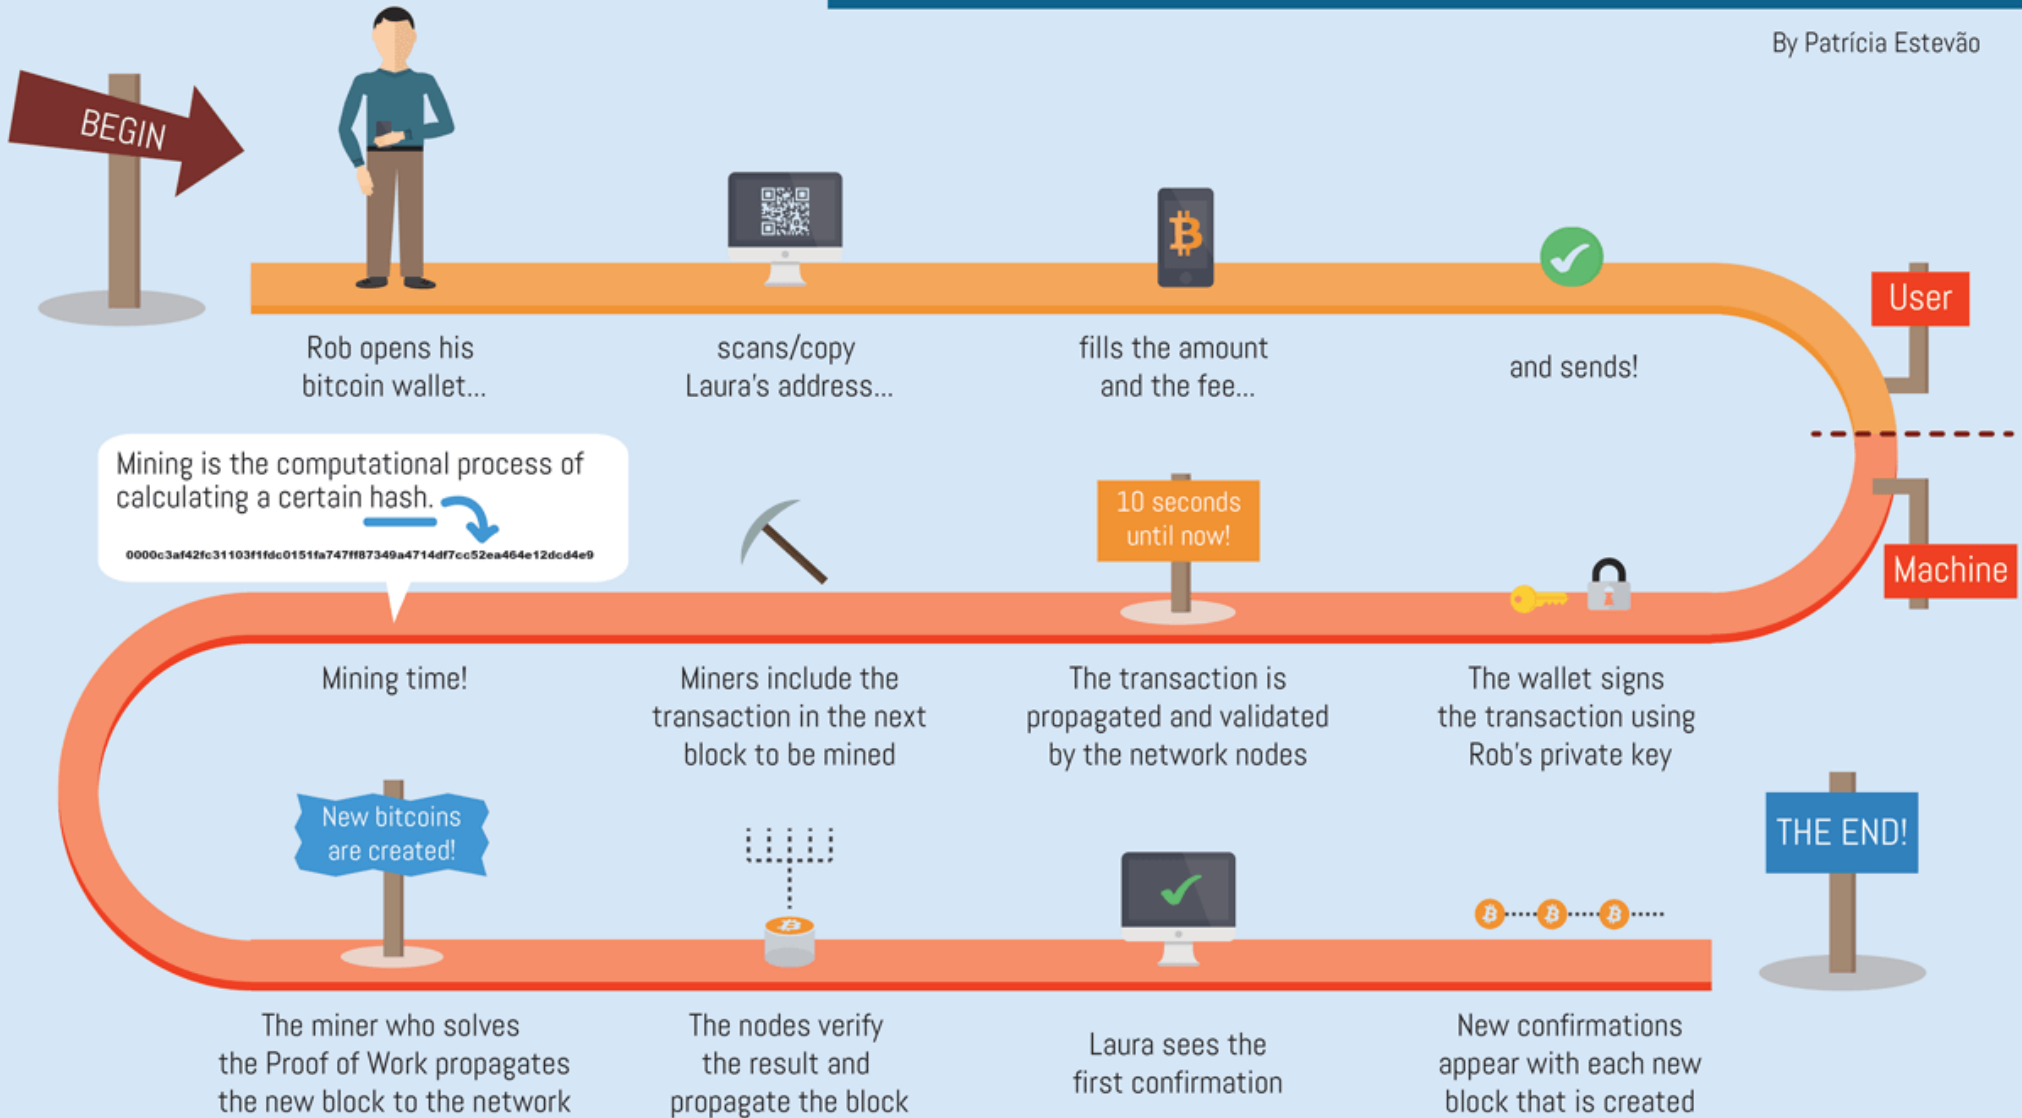 By Patrícia Estevão
BEGIN
Rob opens his
bitcoin wallet...
scans/copy
Laura's address...
fills the amount
and the fee...
and sends!
User
Machine
The wallet signs
the transaction using
Rob's private key
10 seconds
until now!
The transaction is
propagated and validated
by the network nodes
Miners include the
transaction in the next
block to be mined
Mining is the computational process of
calculating a certain hash.
0000c3af42fc31103f1fdc0151fa747ff87349a4714df7cc52ea464e12dcd4e9
Mining time!
New bitcoins
are created!
The miner who solves
the Proof of Work propagates
the new block to the network
The nodes verify
the result and
propagate the block
Laura sees the
first confirmation
New confirmations
appear with each new
block that is created
THE END!